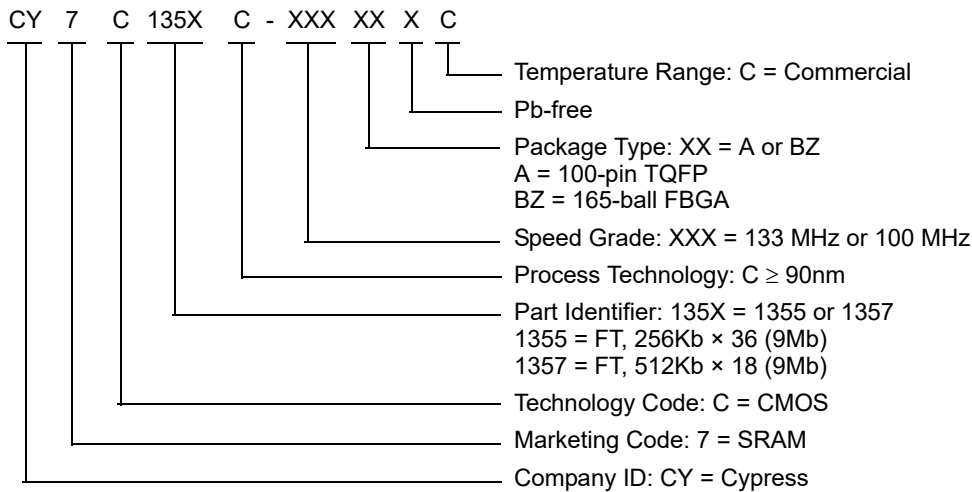 CY 7 C 135X C - XXX XX X C
Temperature Range: C = Commercial
Pb-free
Package Type: XX = A or BZ
A = 100-pin TQFP
BZ = 165-ball FBGA
Speed Grade: XXX = 133 MHz or 100 MHz
Process Technology: C ≥ 90nm
Part Identifier: 135X = 1355 or 1357
1355 = FT, 256Kb × 36 (9Mb)
1357 = FT, 512Kb × 18 (9Mb)
Technology Code: C = CMOS
Marketing Code: 7 = SRAM
Company ID: CY = Cypress